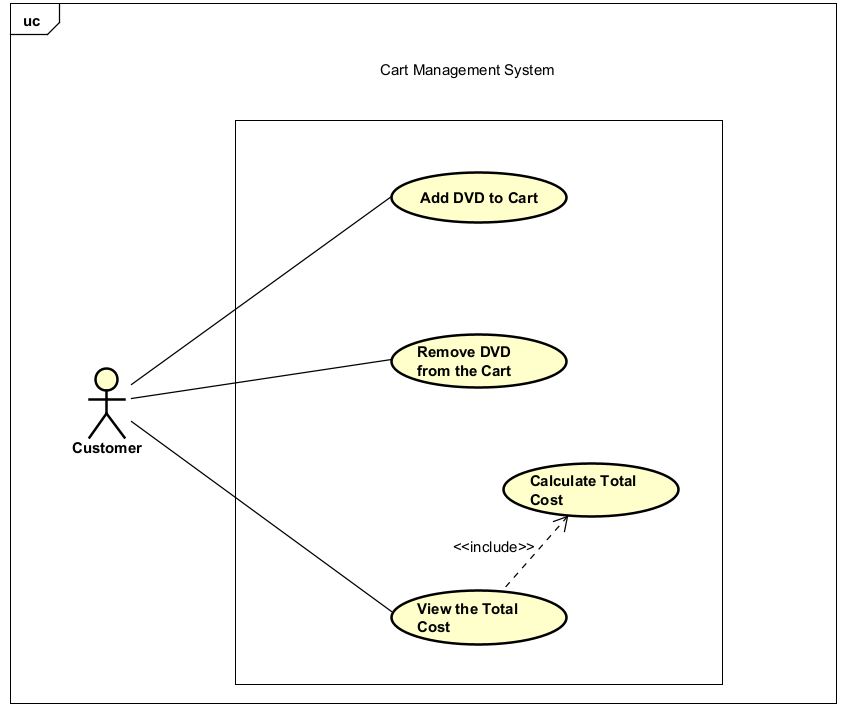 uc
Cart Management System
Add DVD to Cart
Remove DVD
from the Cart
Customer
Calculate Total
Cost
<<include>>
View the Total
Cost